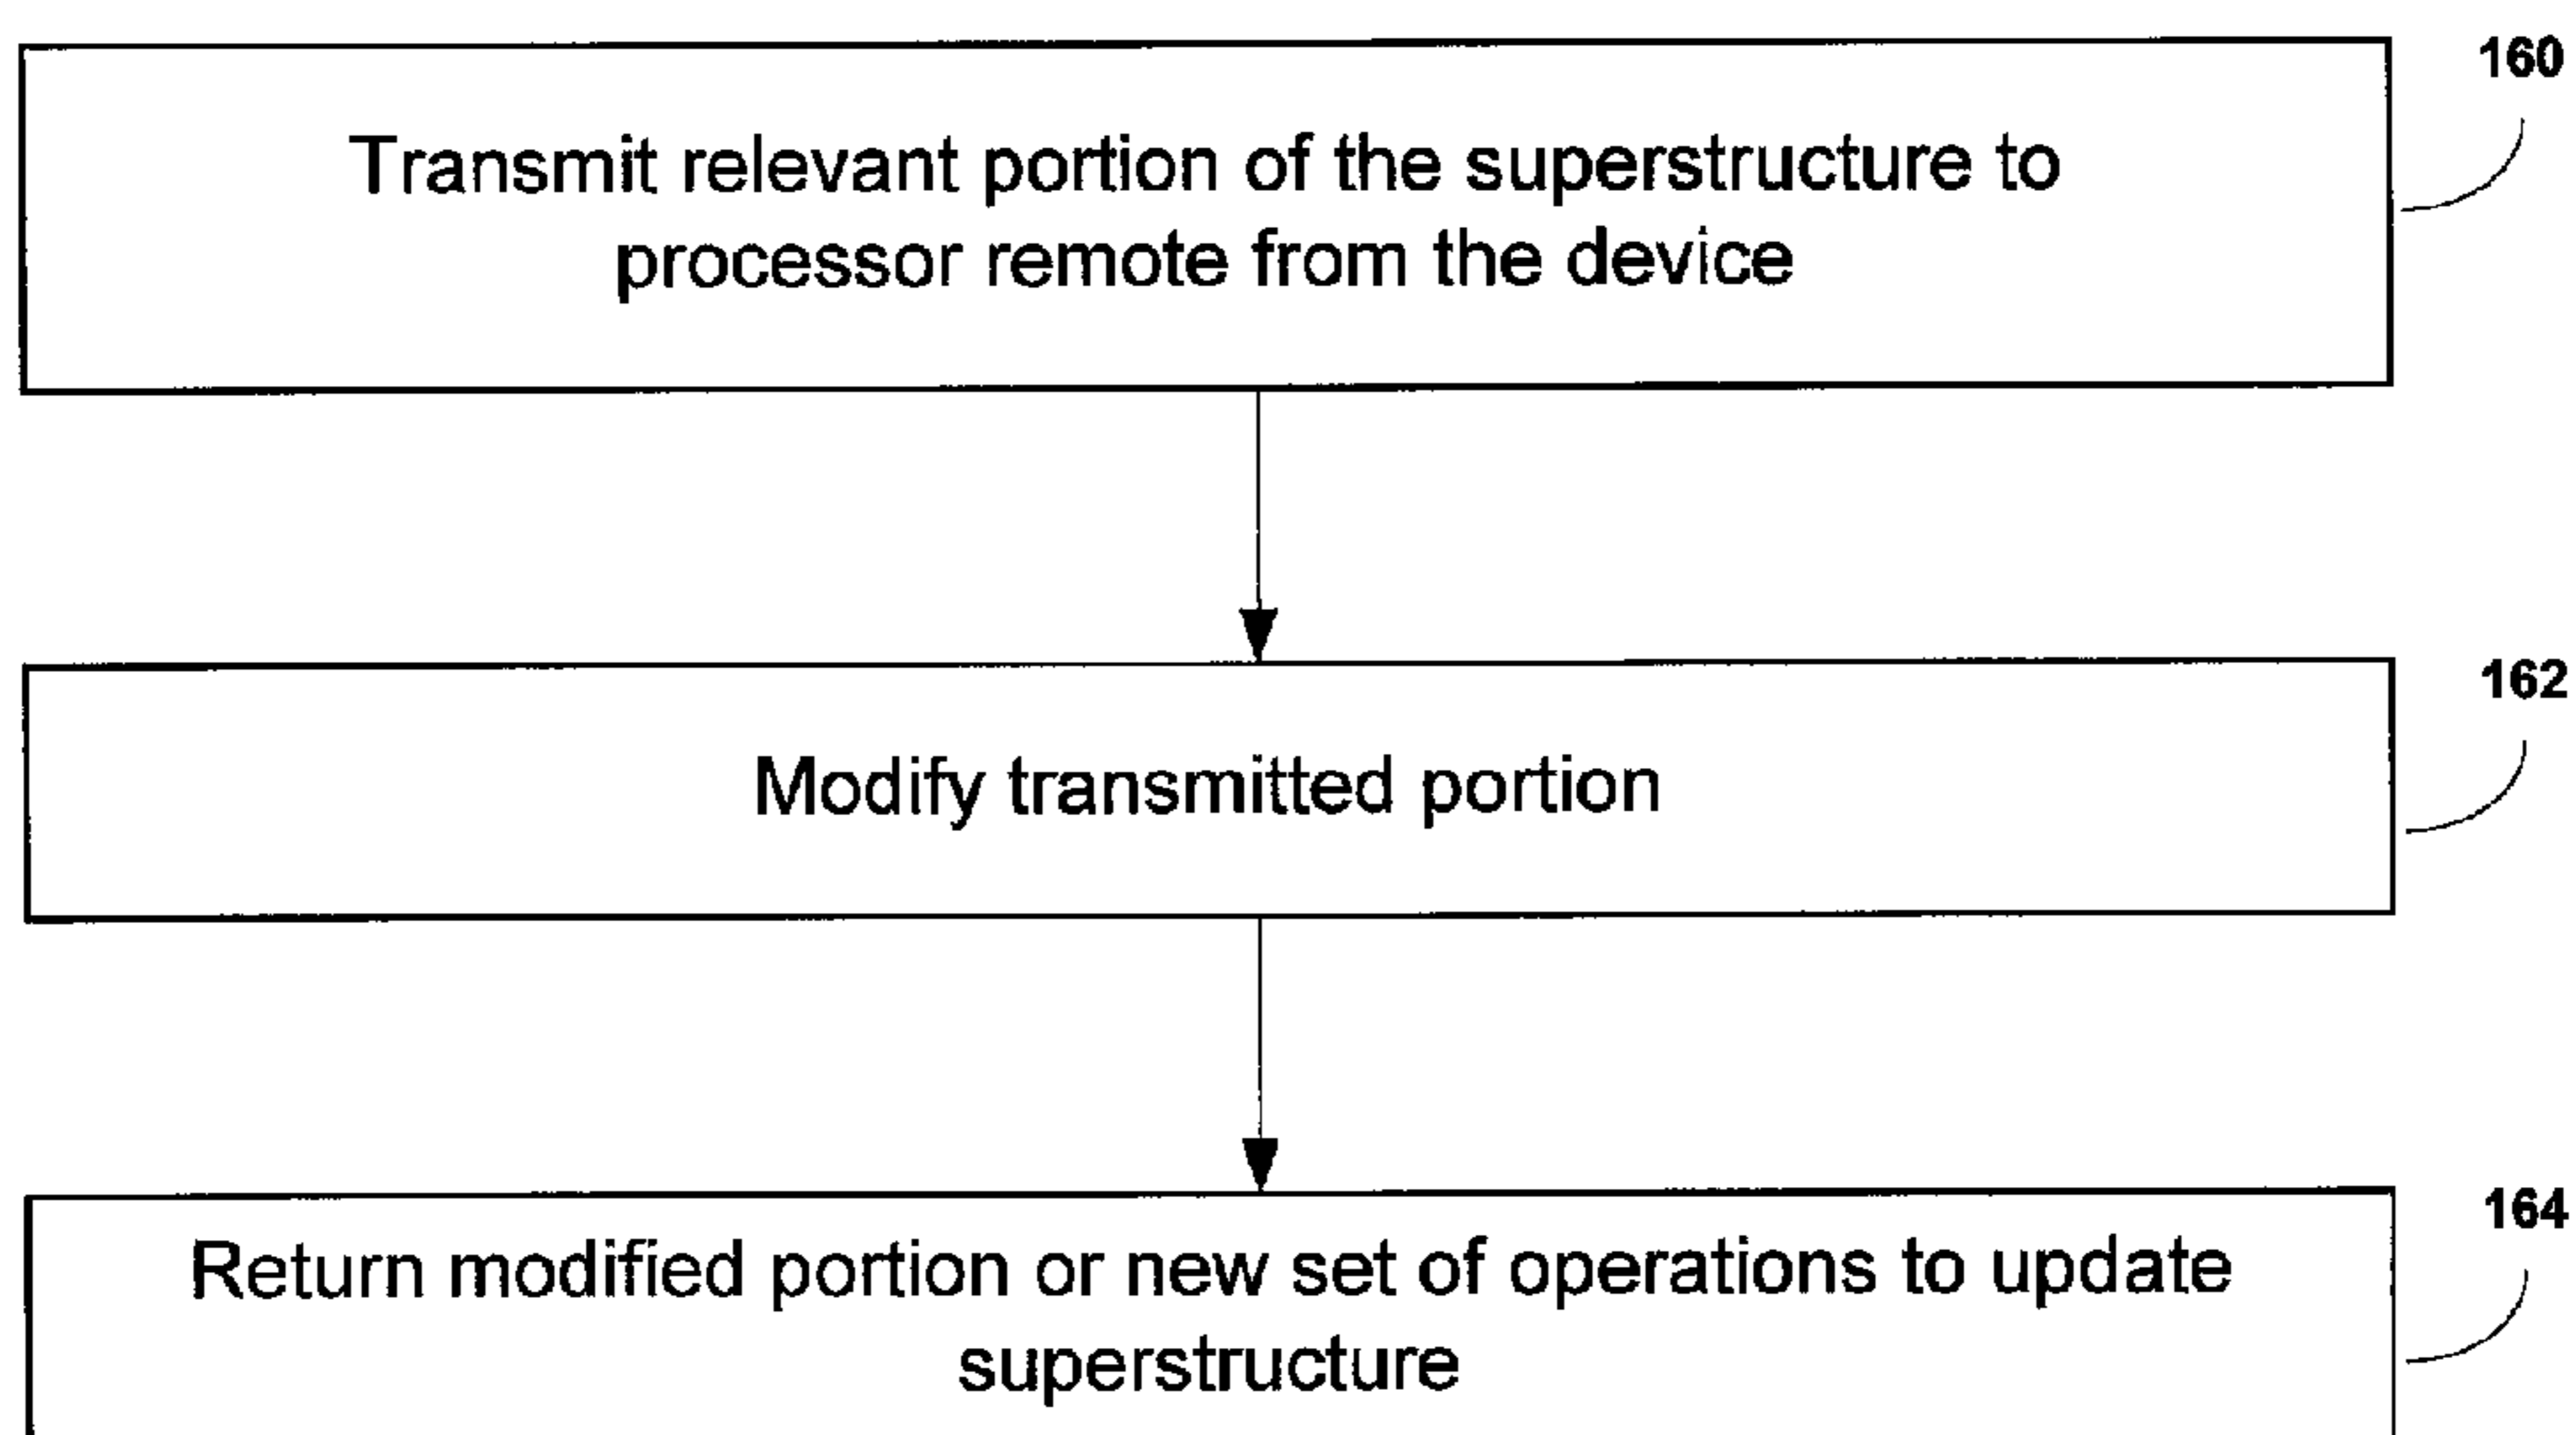 160
Transmit relevant portion of the superstructure to
processor remote from the device
162
Modify transmitted portion
164
Return modified portion or new set of operations to update
superstructure